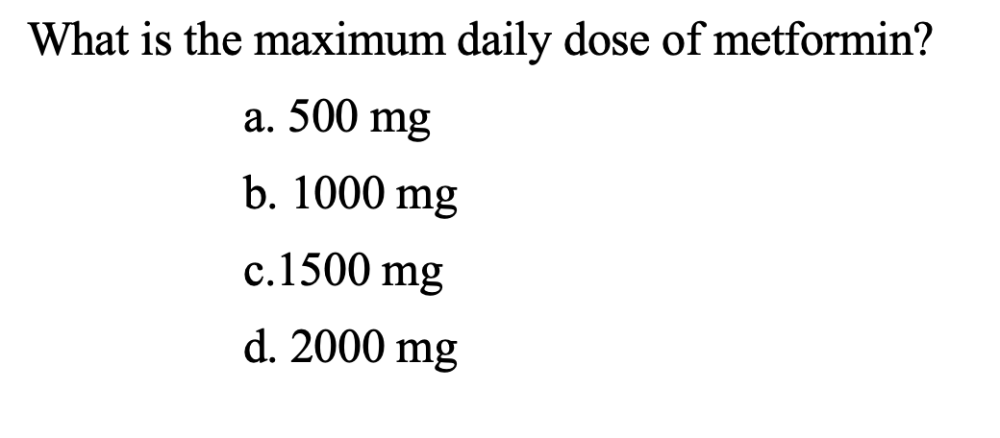 What is the maximum daily dose of metformin?
a. 500 mg
b. 1000 mg
c.1500 mg
d. 2000 mg